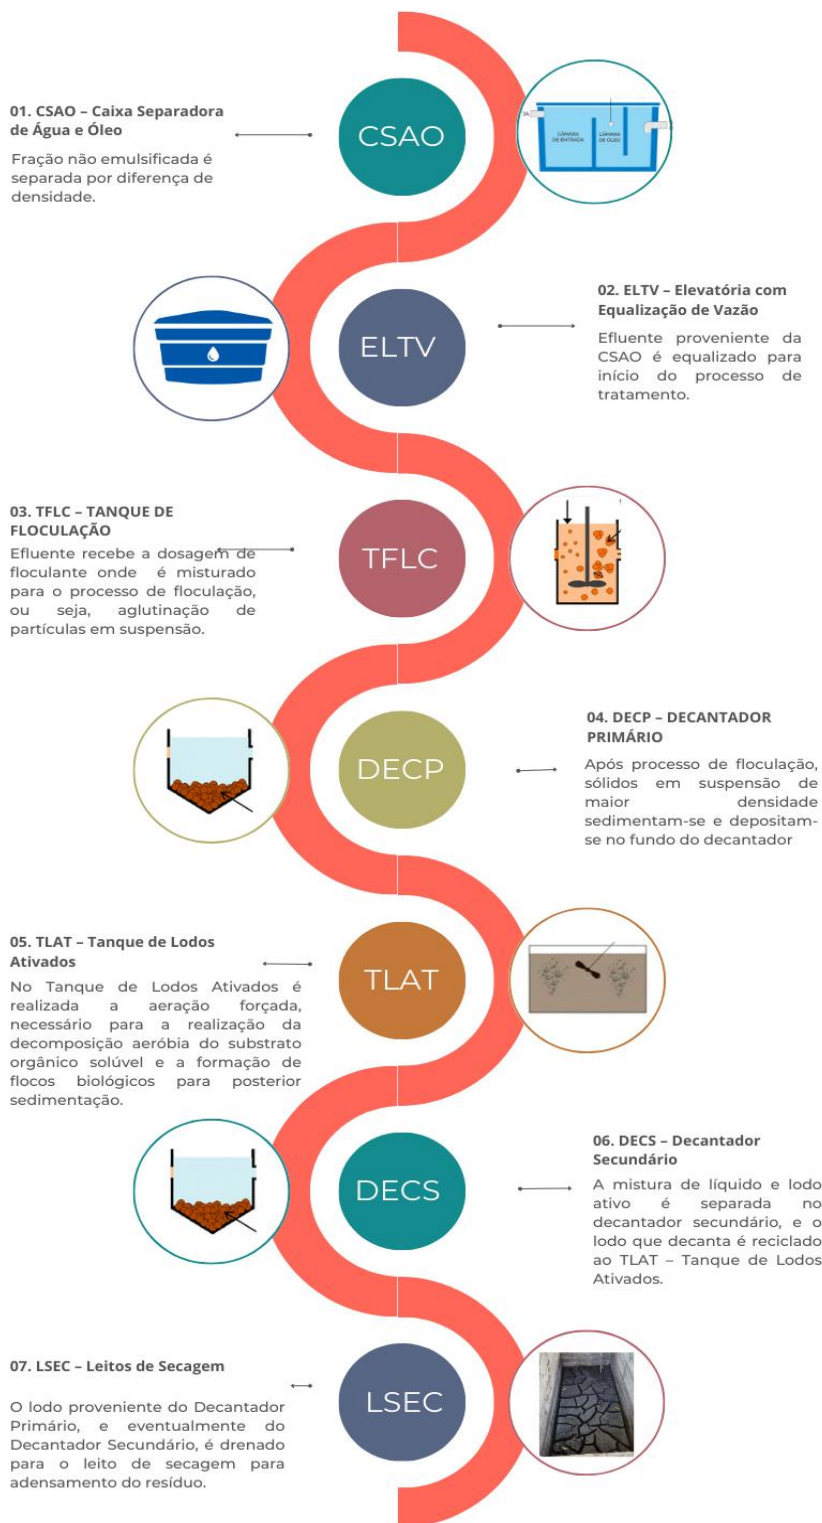 01. CSAO – Caixa Separadora
de Água e Óleo
Fração não emulsificada é
separada por diferença de
densidade.
CSAO
CÂMARA
DE ENTRADA
CÂMARA
DE ÓLEO
ELTV
02. ELTV – Elevatória com
Equalização de Vazão
Efluente proveniente da
CSAO é equalizado para
início do processo de
tratamento.
03. TFLC – TANQUE DE
FLOCULAÇÃO
Efluente recebe a dosagem de
floculante onde é misturado
para o processo de floculação,
ou seja, aglutinação de
partículas em suspensão.
TFLC
DECP
04. DECP – DECANTADOR
PRIMÁRIO
Após processo de floculação,
sólidos em suspensão de
maior densidade
sedimentam-se e depositam-
se no fundo do decantador
05. TLAT – Tanque de Lodos
Ativados
No Tanque de Lodos Ativados é
realizada a aeração forçada,
necessário para a realização da
decomposição aeróbia do substrato
orgânico solúvel e a formação de
flocos biológicos para posterior
sedimentação.
TLAT
DECS
06. DECS – Decantador
Secundário
A mistura de líquido e lodo
ativo é separada no
decantador secundário, e o
lodo que decanta é reciclado
ao TLAT – Tanque de Lodos
Ativados.
07. LSEC – Leitos de Secagem
O lodo proveniente do Decantador
Primário, e eventualmente do
Decantador Secundário, é drenado
para o leito de secagem para
adensamento do resíduo.
LSEC